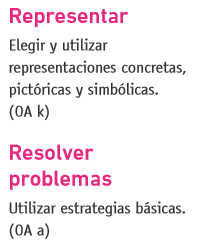 Representar
Elegir y utilizar
representaciones concretas,
pictóricas y simbólicas.
(OA k)
Resolver
problemas
Utilizar estrategias básicas.
(OA a)